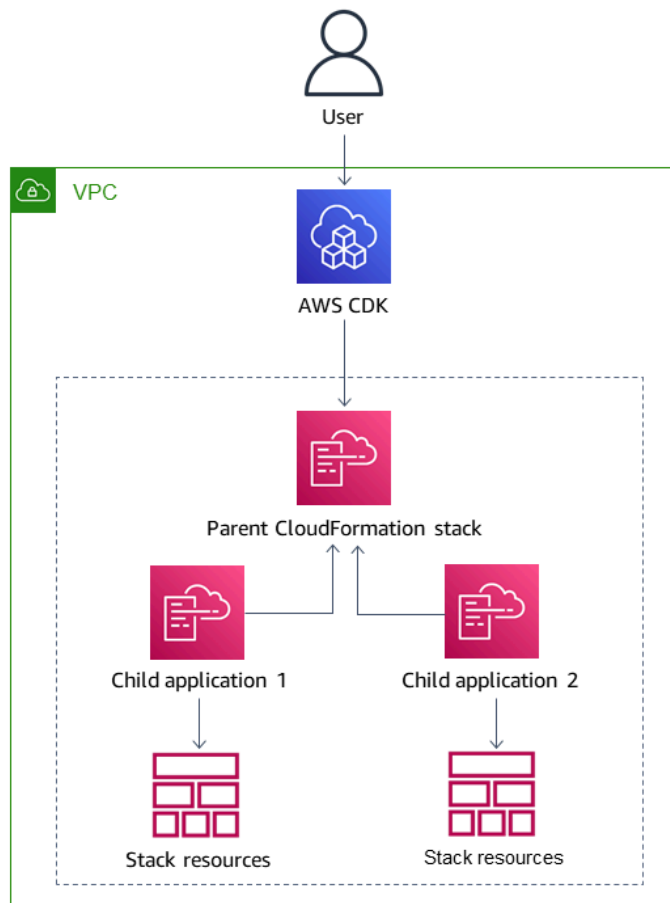 User
VPC
AWS CDK
Parent CloudFormation stack
Child application 1
Child application 2
Stack resources
Stack resources